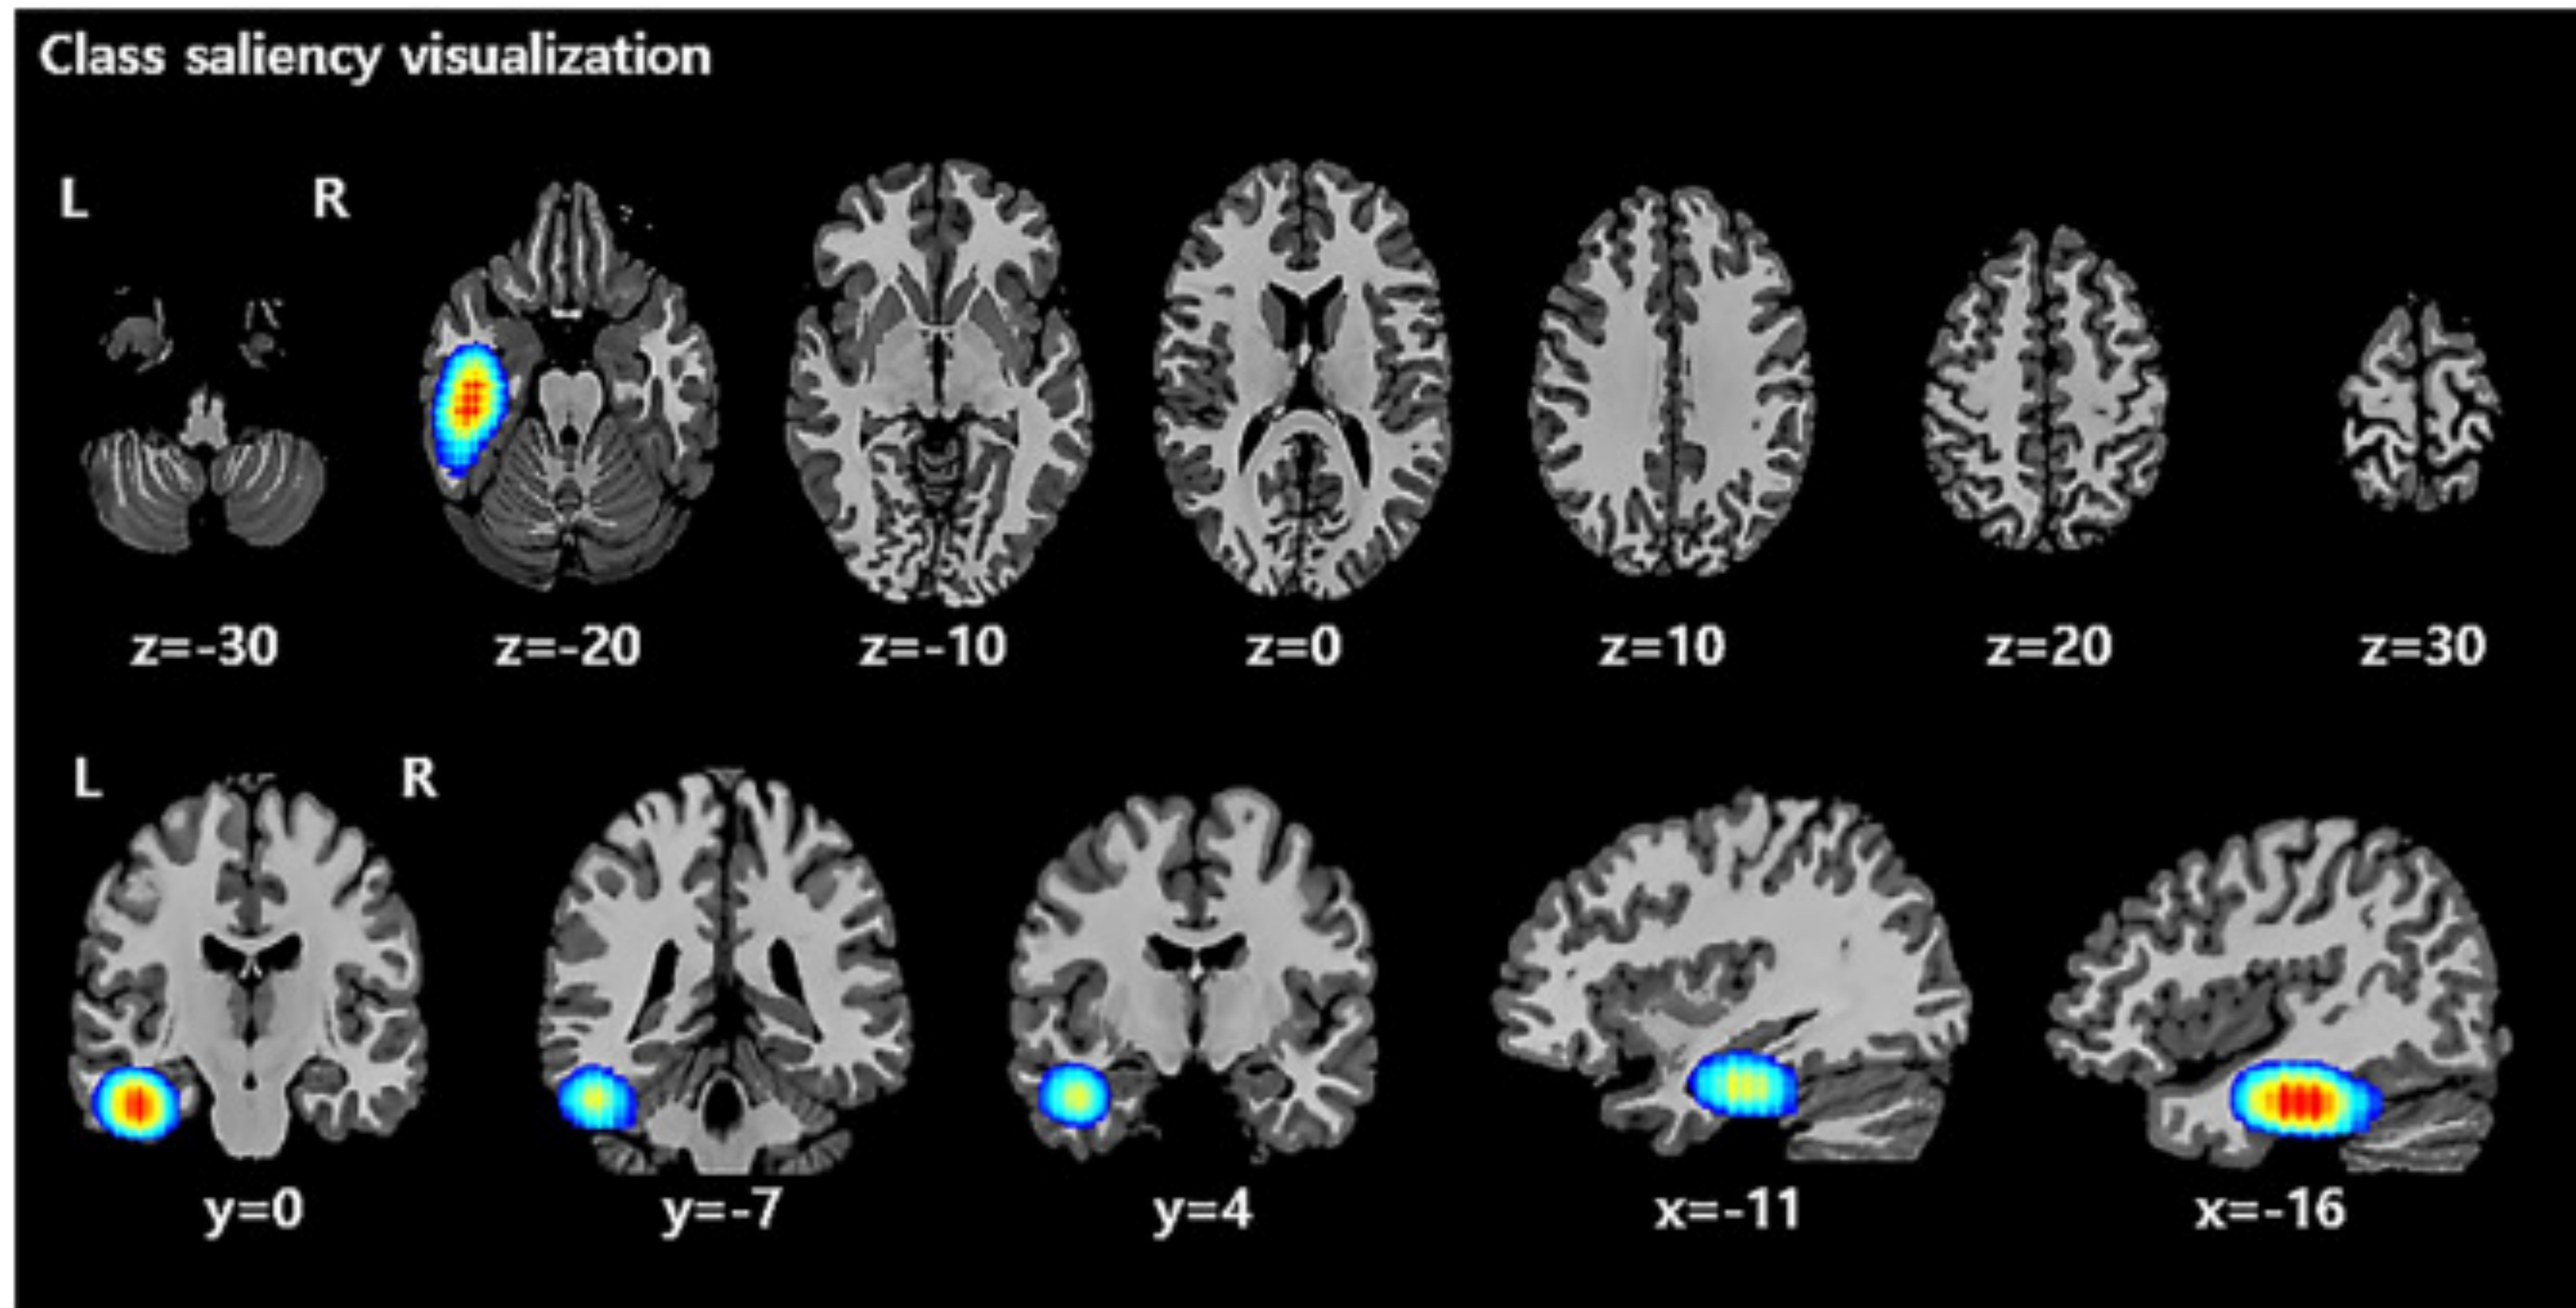 Class saliency visualization
L R
z=-30 z=-20 z=-10 z=0 z=10 z=20 z=30
L R
y=0 y=-7 y=4 x=-11 x=-16